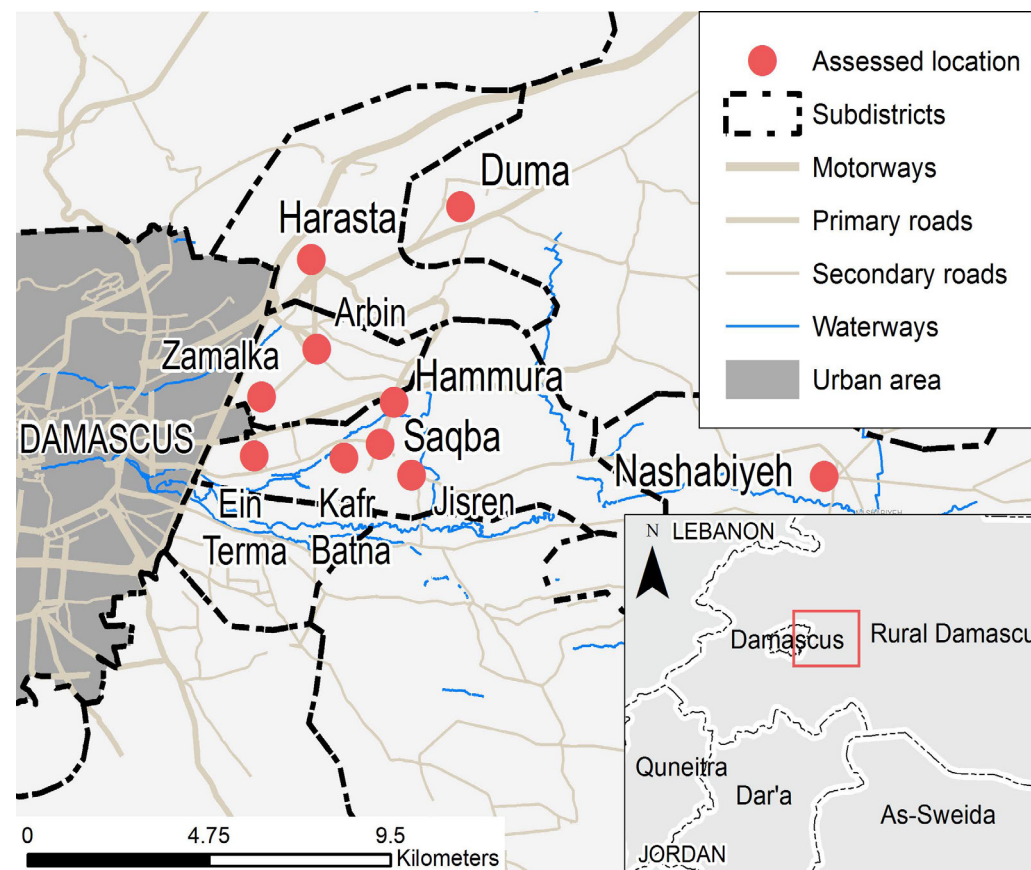 Assessed location
Subdistricts
Motorways
Primary roads
Secondary roads
Waterways
Urban area
Duma
Harasta
Arbin
Zamalka
Hammura
DAMASCUS
Saqba
Nashabiyeh
Ein
Terma
Kafr
Batna
Jisren
N
LEBANON
Damascus
Rural Damascu
Quneitra
Dar'a
As-Sweida
JORDAN
0
4.75
9.5
Kilometers